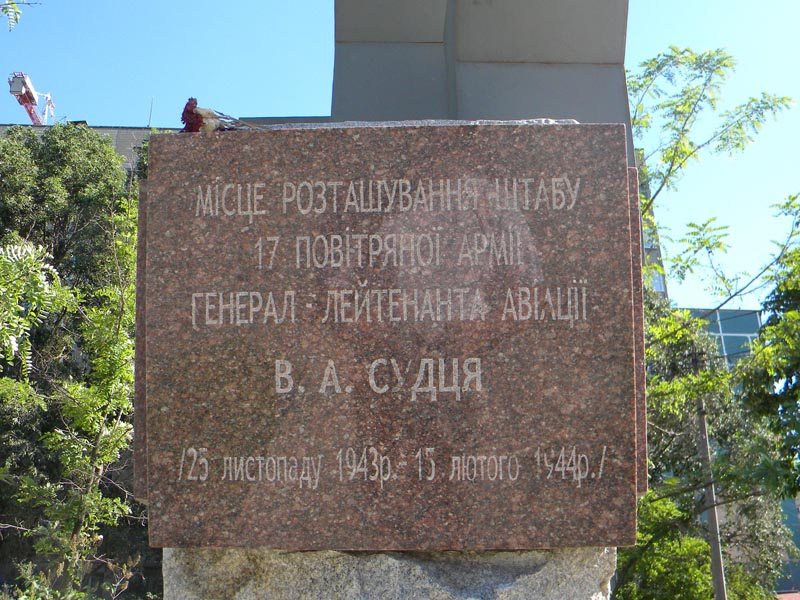 МІСЦЕ РОЗТАШУВАННЯ ШТАБУ
17 ПОВІТРЯНОЇ АРМІЇ
ГЕНЕРАЛ-ЛЕЙТЕНАНТА АВІАЦІЇ
В. А. СУДЦЯ
/25 листопаду 1943р.- 15 лютого 1944р./